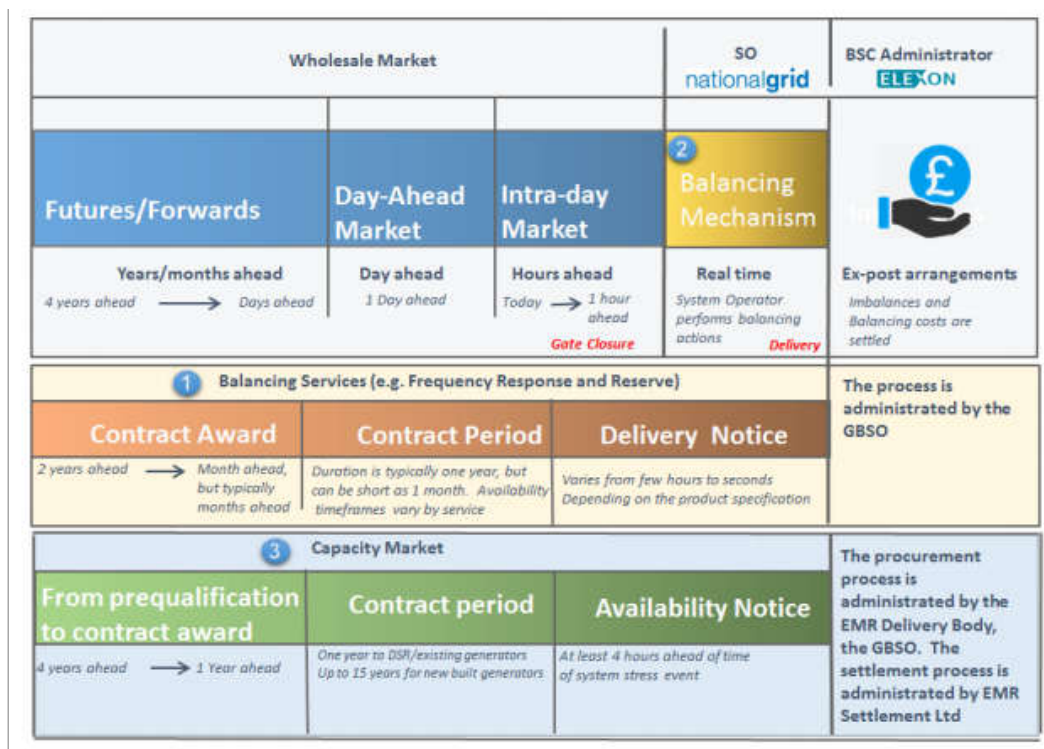 Wholesale Market
SO
nationalgrid
BSC Administrator
ELEXON
Futures/Forwards
Day-Ahead
Market
Intra-day
Market
2
Balancing
Mechanism
£
Years/months ahead
4 years ahead
Days ahead
Day ahead
1 Day ahead
Hours ahead
Today
1 hour
ahead
Gate Closure
Real time
System Operator
performs balancing
actions
Delivery
Ex-post arrangements
Imbalances and
Balancing costs are
settled
1
Balancing Services (e.g. Frequency Response and Reserve)
Contract Award
Contract Period
Delivery Notice
2 years ahead
Month ahead,
but typically
months ahead
Duration is typically one year, but
can be short as 1 month. Availability
timeframes vary by service
Varies from few hours to seconds
Depending on the product specification
The process is
administrated by the
GBSO
3
Capacity Market
From prequalification
to contract award
Contract period
Availability Notice
4 years ahead
1 Year ahead
One year to DSR/existing generators
Up to 15 years for new built generators
At least 4 hours ahead of time
of system stress event
The procurement
process is
administrated by the
EMR Delivery Body,
the GBSO. The
settlement process is
administrated by EMR
Settlement Ltd